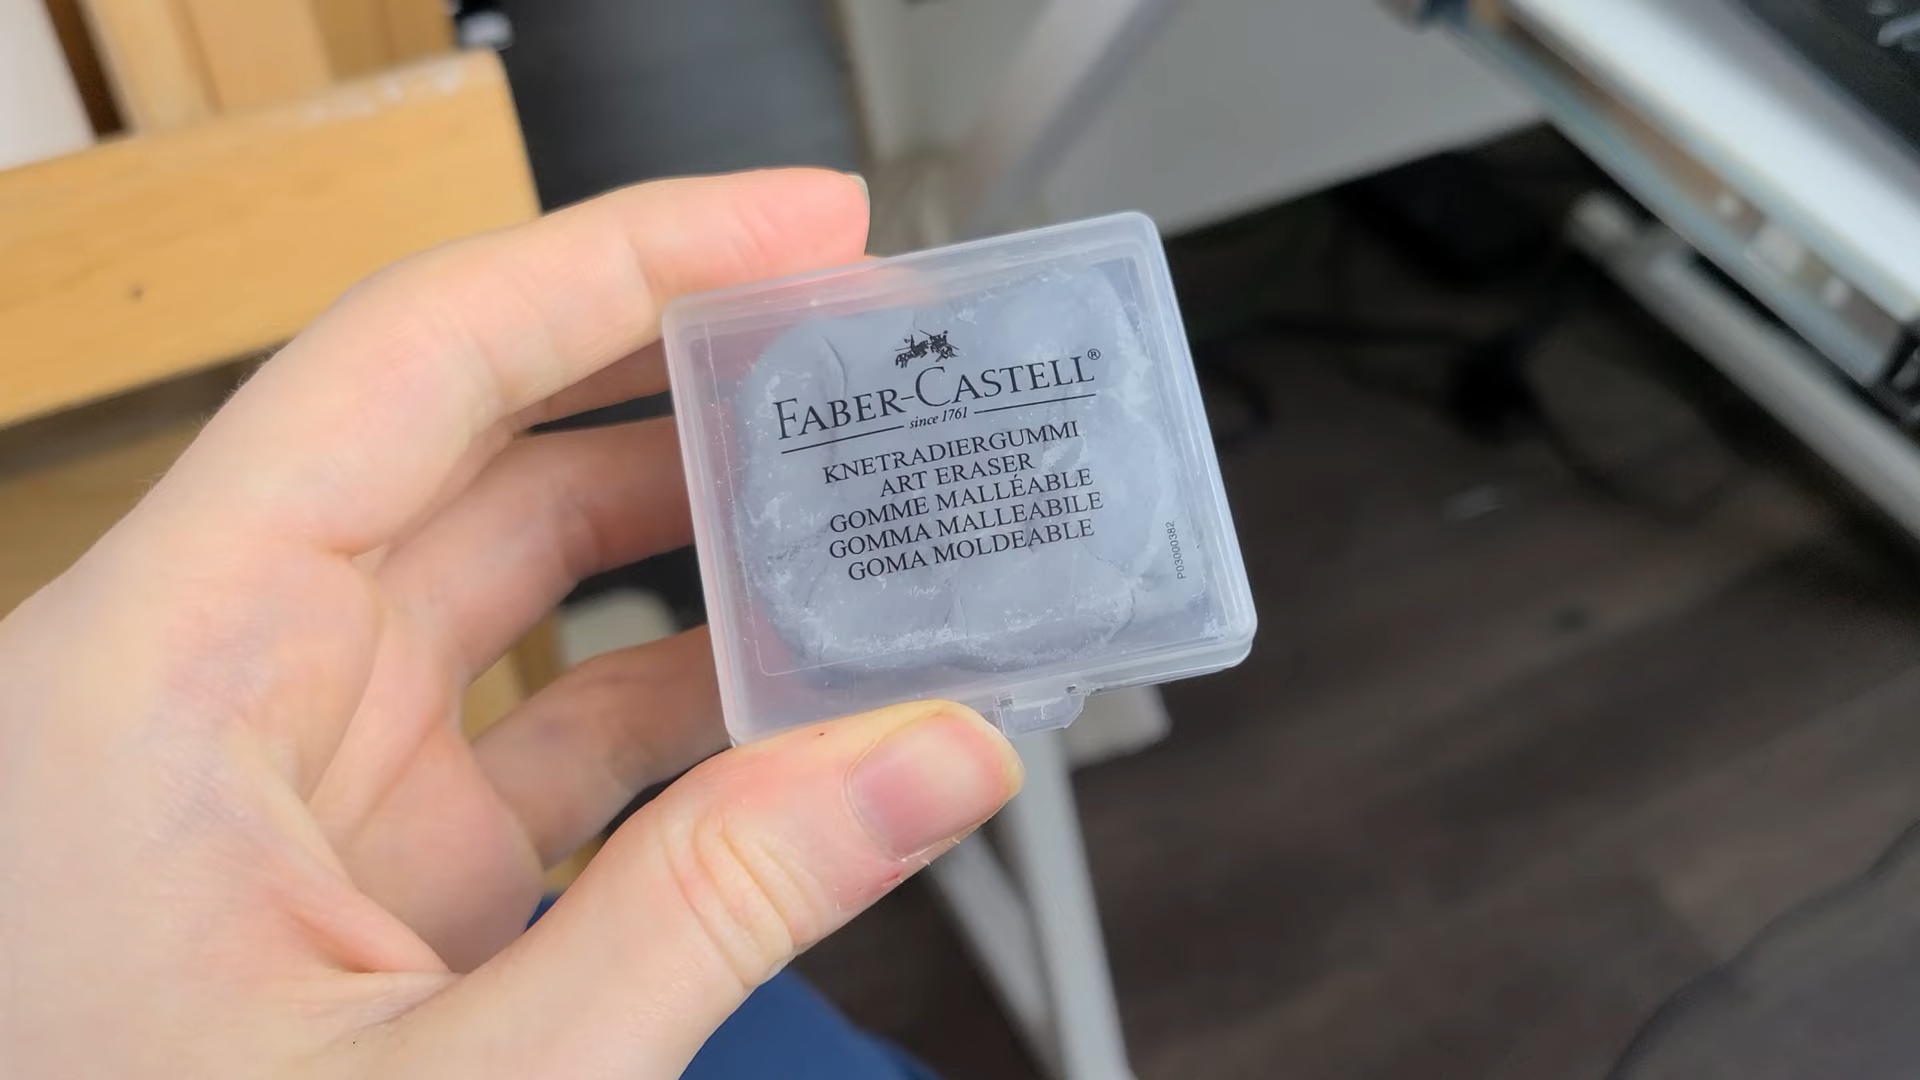 FABER-CASTELL®
since 1761
KNETRADIERGUMMI
ART ERASER
GOMME MALLÉABLE
GOMMA MALLEABILE
GOMA MOLDEABLE
P03000382